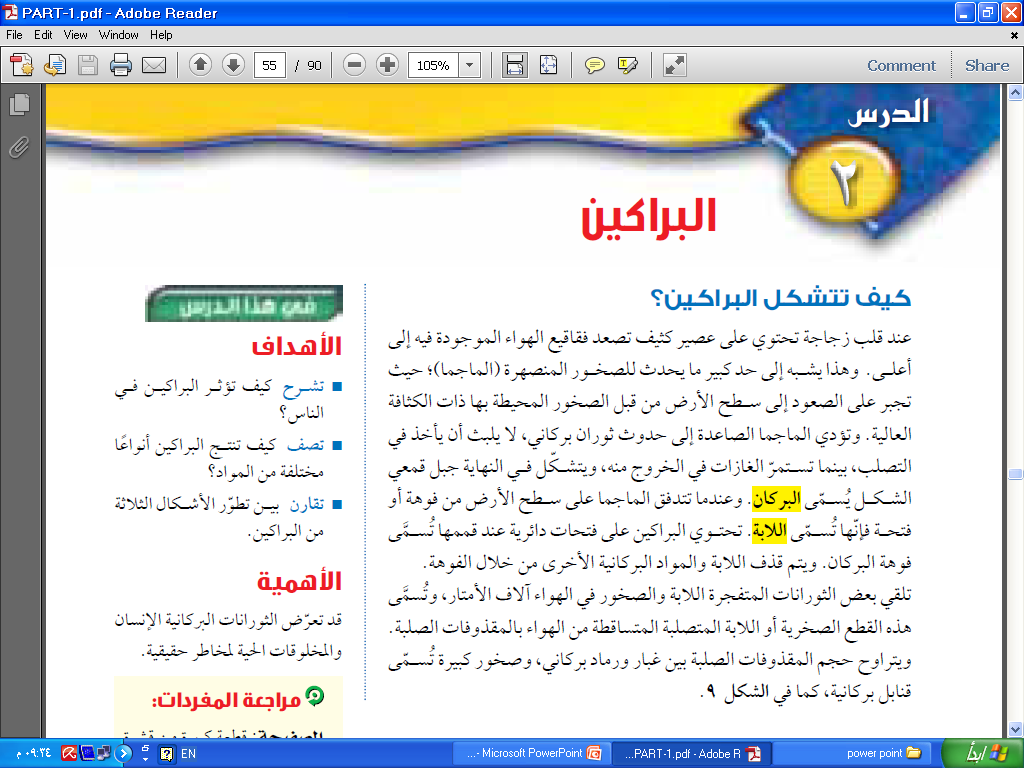 PART-1.pdf - Adobe Reader
File Edit View Window Help
55 / 90 105% Comment Share
الدرس
٢
البراكين
كيف تتشكل البراكين؟
عند قلب زجاجة تحتوي على عصير كثيف تصعد فقاقيع الهواء الموجودة فيه إلى
أعلى. وهذا يشبه إلى حد كبير ما يحدث للصخور المنصهرة (الماجما)؛ حيث
تجبر على الصعود إلى سطح الأرض من قبل الصخور المحيطة بها ذات الكثافة
العالية. وتؤدي الماجما الصاعدة إلى حدوث ثوران بركاني، لا يلبث أن يأخذ في
التصلب، بينما تستمرّ الغازات في الخروج منه، ويتشكّل في النهاية جبل قمعي
الشكل يُسمّى البركان. وعندما تتدفق الماجما على سطح الأرض من فوهة أو
فتحة فإنّها تُسمّى اللابة. تحتوي البراكين على فتحات دائرية عند قممها تُسمَّى
فوهة البركان. ويتم قذف اللابة والمواد البركانية الأخرى من خلال الفوهة.
تلقي بعض الثورانات المتفجرة اللابة والصخور في الهواء آلاف الأمتار، وتُسمَّى
هذه القطع الصخرية أو اللابة المتصلبة المتساقطة من الهواء بالمقذوفات الصلبة.
ويتراوح حجم المقذوفات الصلبة بين غبار ورماد بركاني، وصخور كبيرة تُسمّى
قنابل بركانية، كما في الشكل ٩.
في هذا الدرس
الأهداف
■ تشرح كيف تؤثر البراكين في
الناس؟
■ تصف كيف تنتج البراكين أنواعًا
مختلفة من المواد؟
■ تقارن بين تطوّر الأشكال الثلاثة
من البراكين.
الأهمية
قد تعرّض الثورانات البركانية الإنسان
والمخلوقات الحية لمخاطر حقيقية.
مراجعة المفردات:
ابدأ
power point
PART-1.pdf - Adobe R...
Microsoft PowerPoint - ...
EN
٠٩:٢٤ م